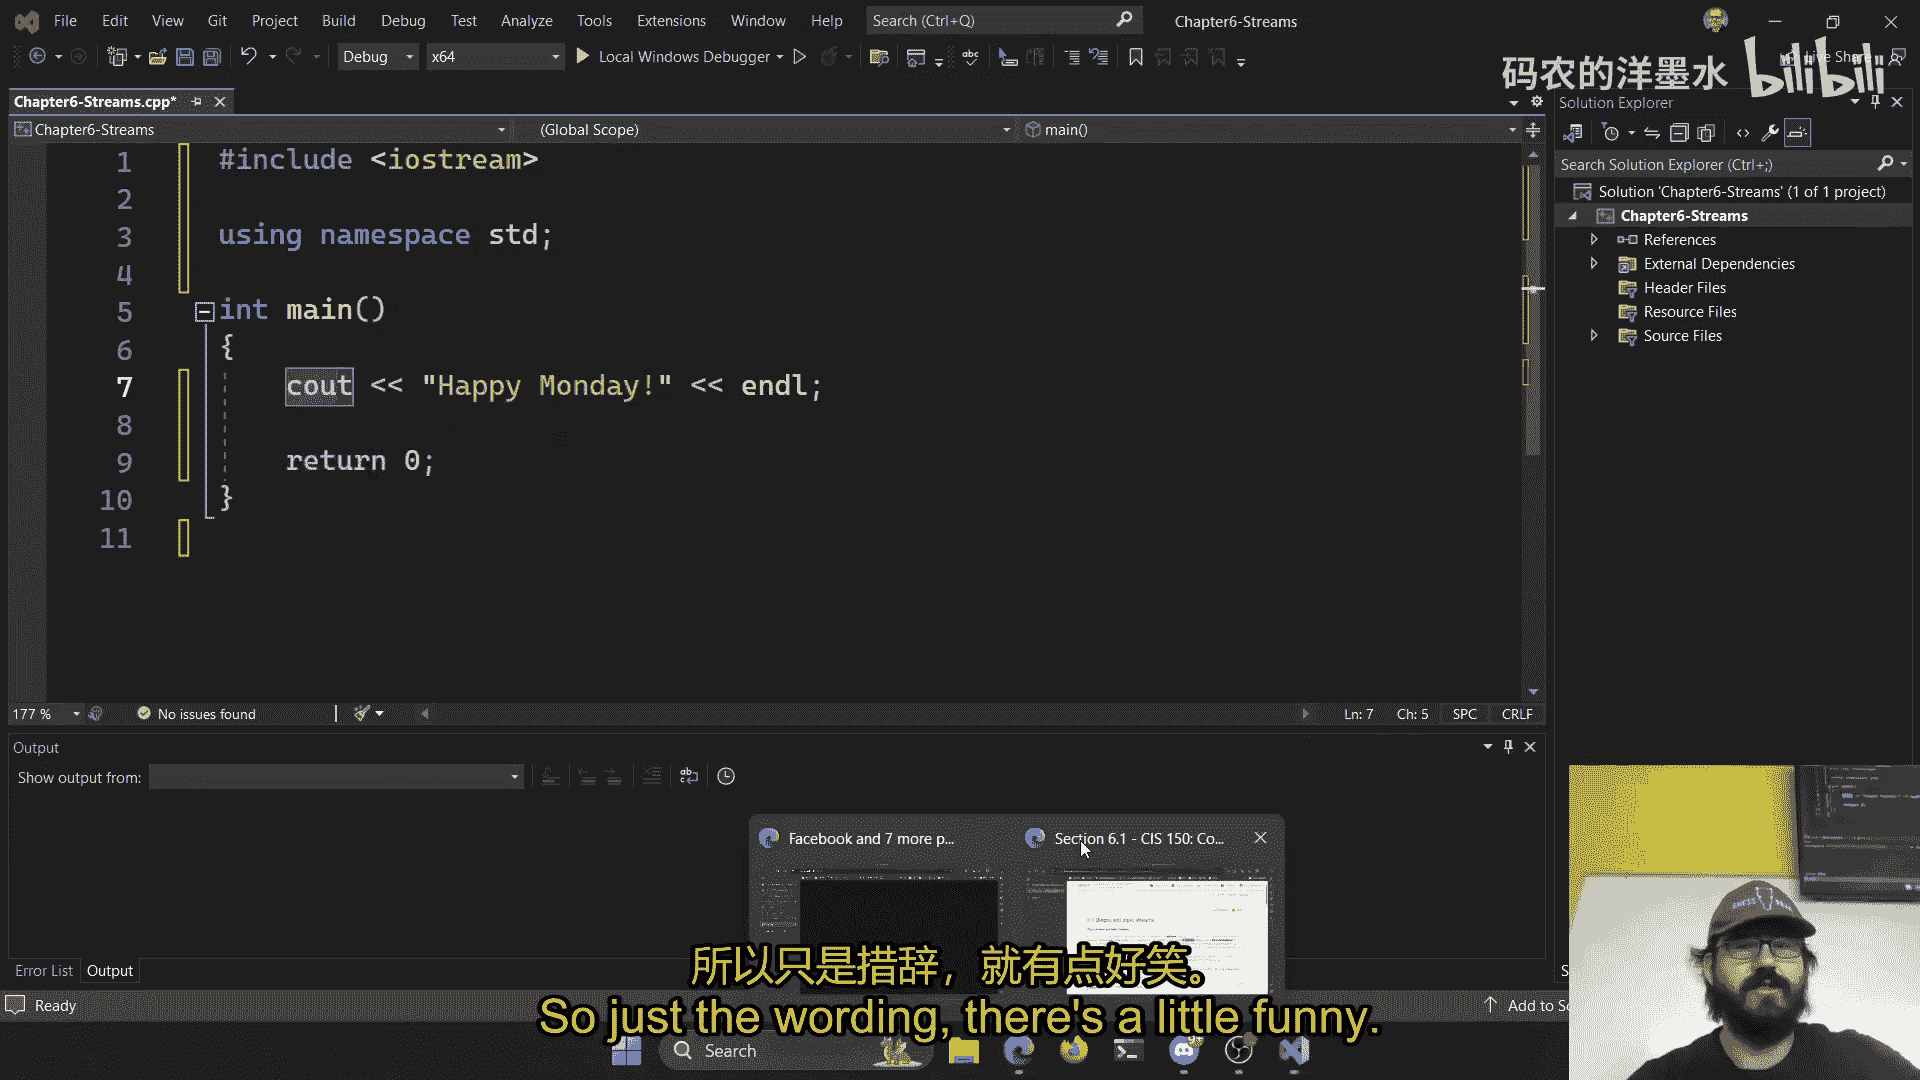 File Edit View Git Project Build Debug Test Analyze Tools Extensions Window Help Search (Ctrl+Q) Chapter6-Streams
Debug x64 Local Windows Debugger Live Share
码农的洋墨水 bilibili
Chapter6-Streams.cpp*
Chapter6-Streams (Global Scope) main()
1 #include <iostream>
2
3 using namespace std;
4
5 int main()
6 {
7 cout << "Happy Monday!" << endl;
8
9 return 0;
10 }
11
177 % No issues found Ln: 7 Ch: 5 SPC CRLF
Solution Explorer
Search Solution Explorer (Ctrl+;)
Solution 'Chapter6-Streams' (1 of 1 project)
Chapter6-Streams
References
External Dependencies
Header Files
Resource Files
Source Files
Output
Show output from:
Facebook and 7 more p... Section 6.1 - CIS 150: Co...
Error List Output
所以只是措辞，就有点好笑。
So just the wording, there's a little funny.
Ready
Search